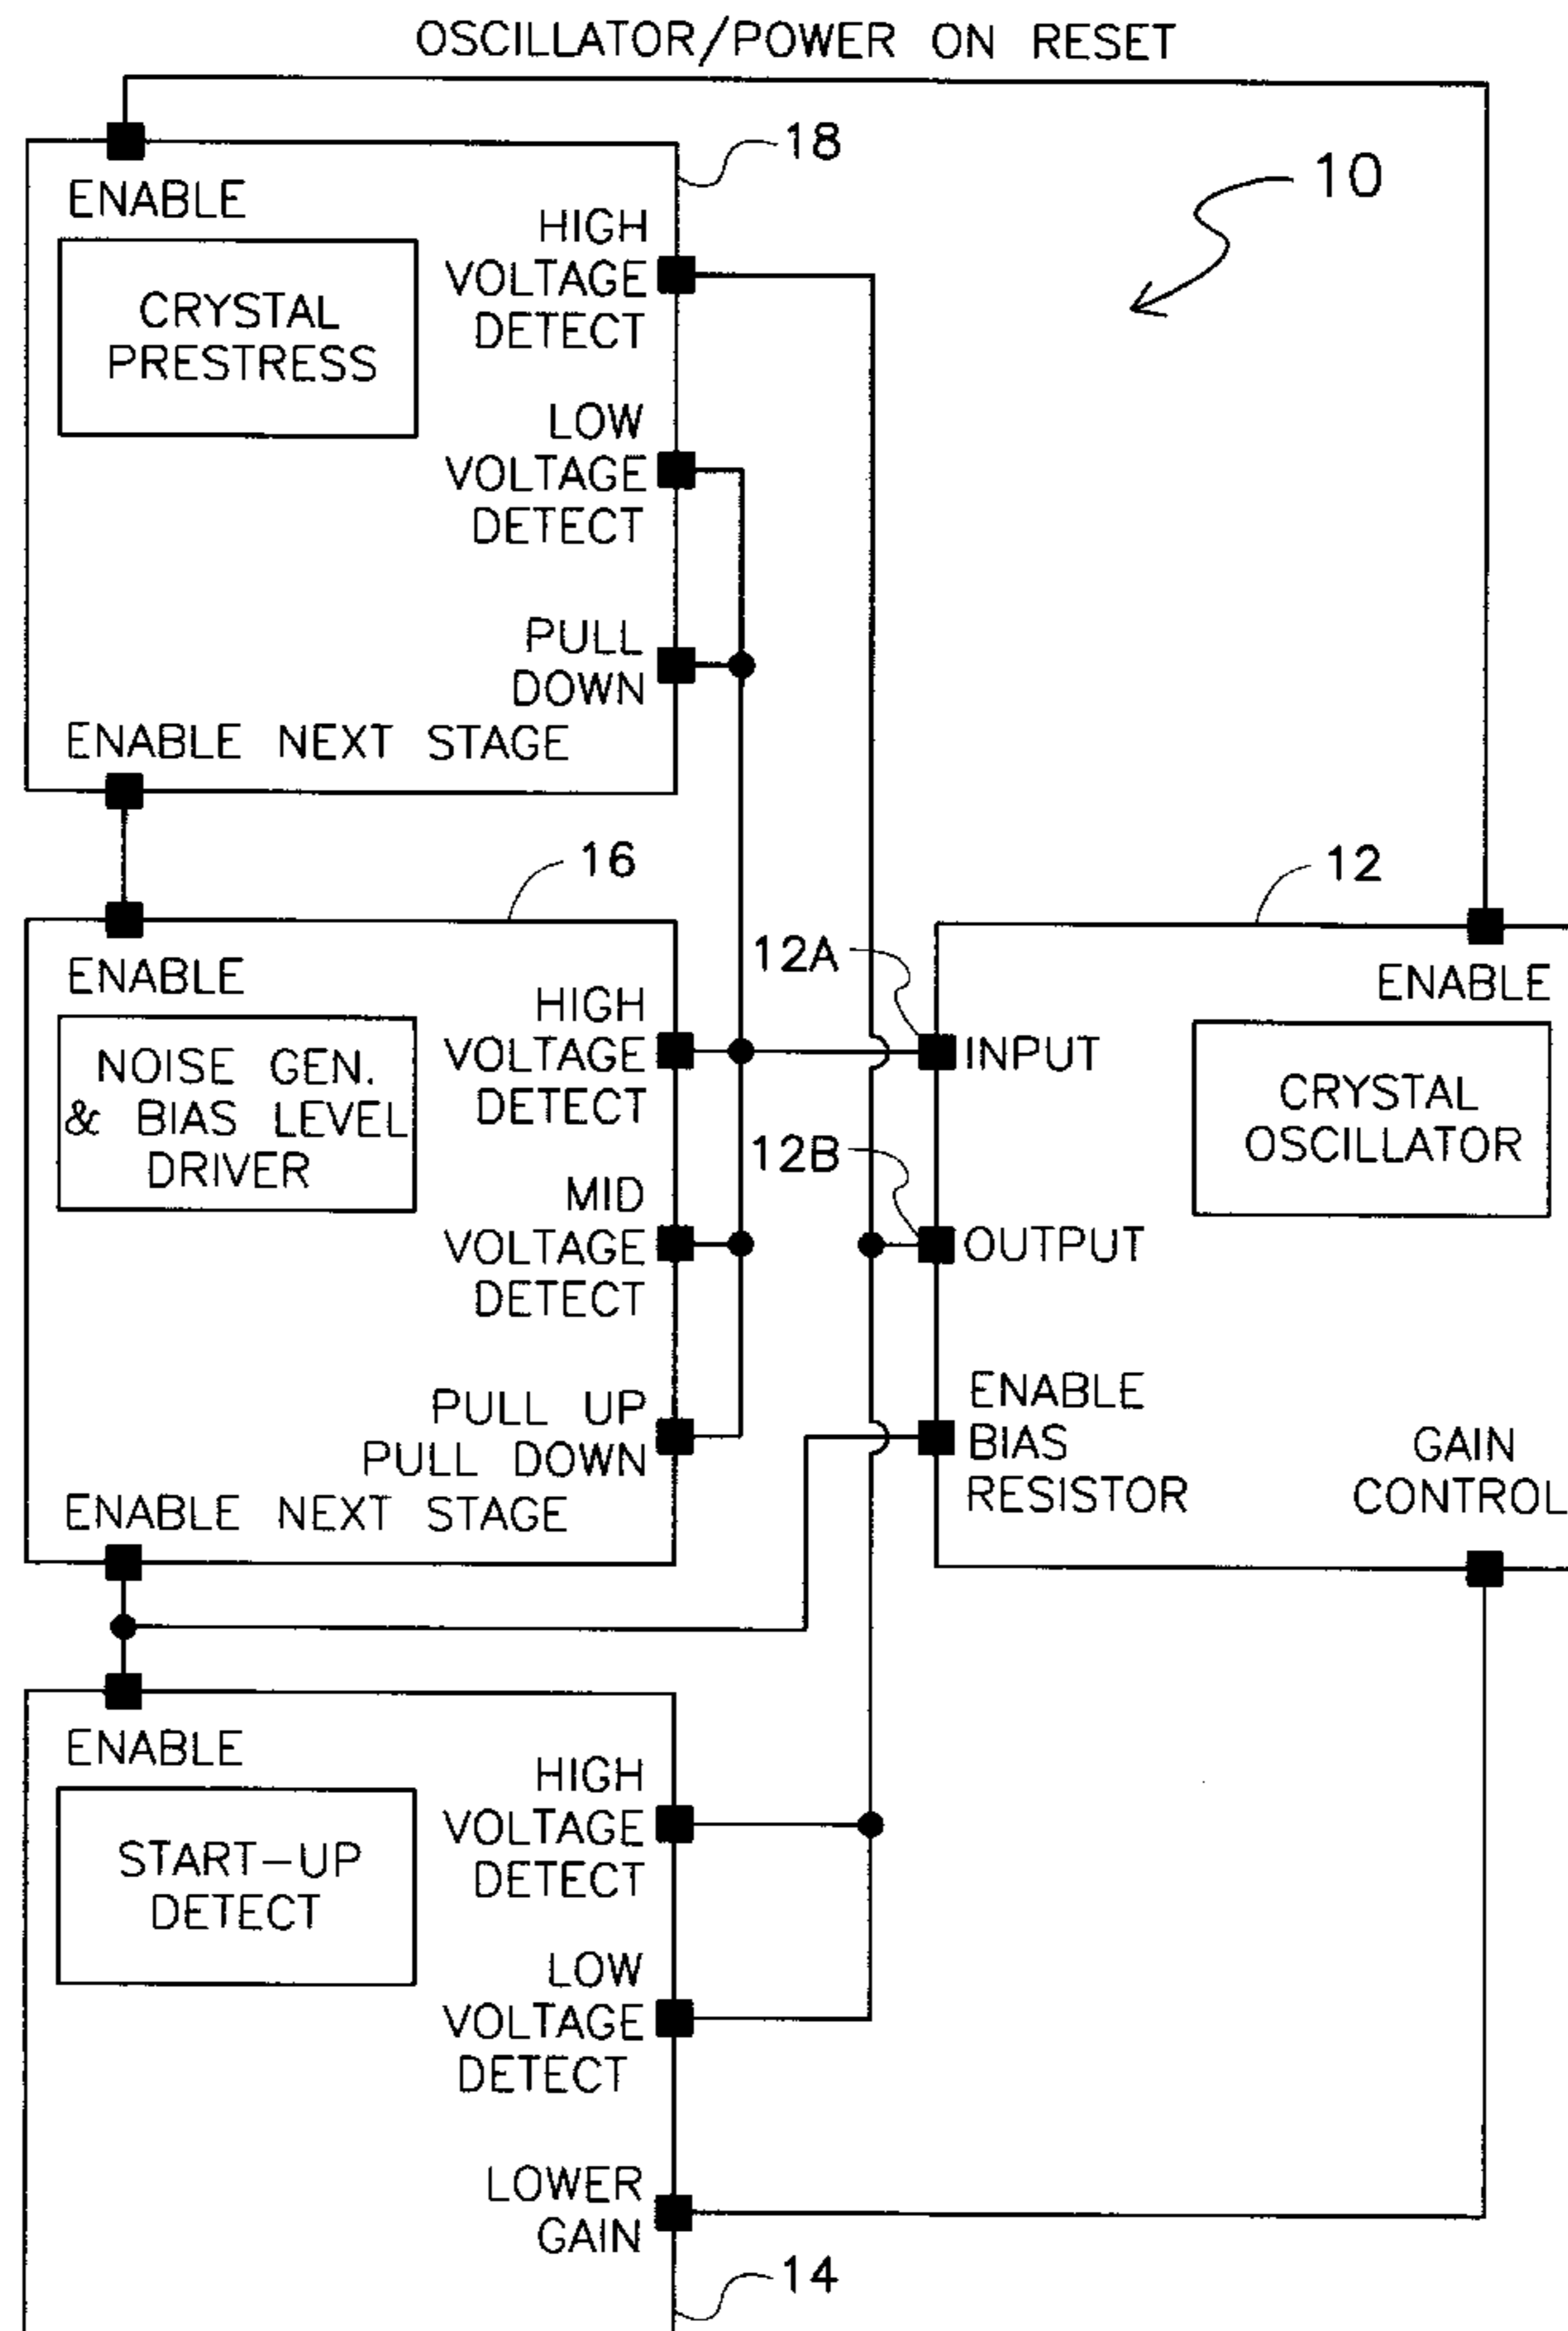 OSCILLATOR/POWER ON RESET
18
10
ENABLE
HIGH
VOLTAGE
DETECT
CRYSTAL
PRESTRESS
LOW
VOLTAGE
DETECT
PULL
DOWN
ENABLE NEXT STAGE
16
12
12A
ENABLE
ENABLE
HIGH
VOLTAGE
DETECT
INPUT
NOISE GEN.
& BIAS LEVEL
DRIVER
CRYSTAL
OSCILLATOR
12B
MID
VOLTAGE
DETECT
OUTPUT
PULL UP
PULL DOWN
ENABLE
BIAS
RESISTOR
GAIN
CONTROL
ENABLE NEXT STAGE
ENABLE
HIGH
VOLTAGE
DETECT
START-UP
DETECT
LOW
VOLTAGE
DETECT
LOWER
GAIN
14